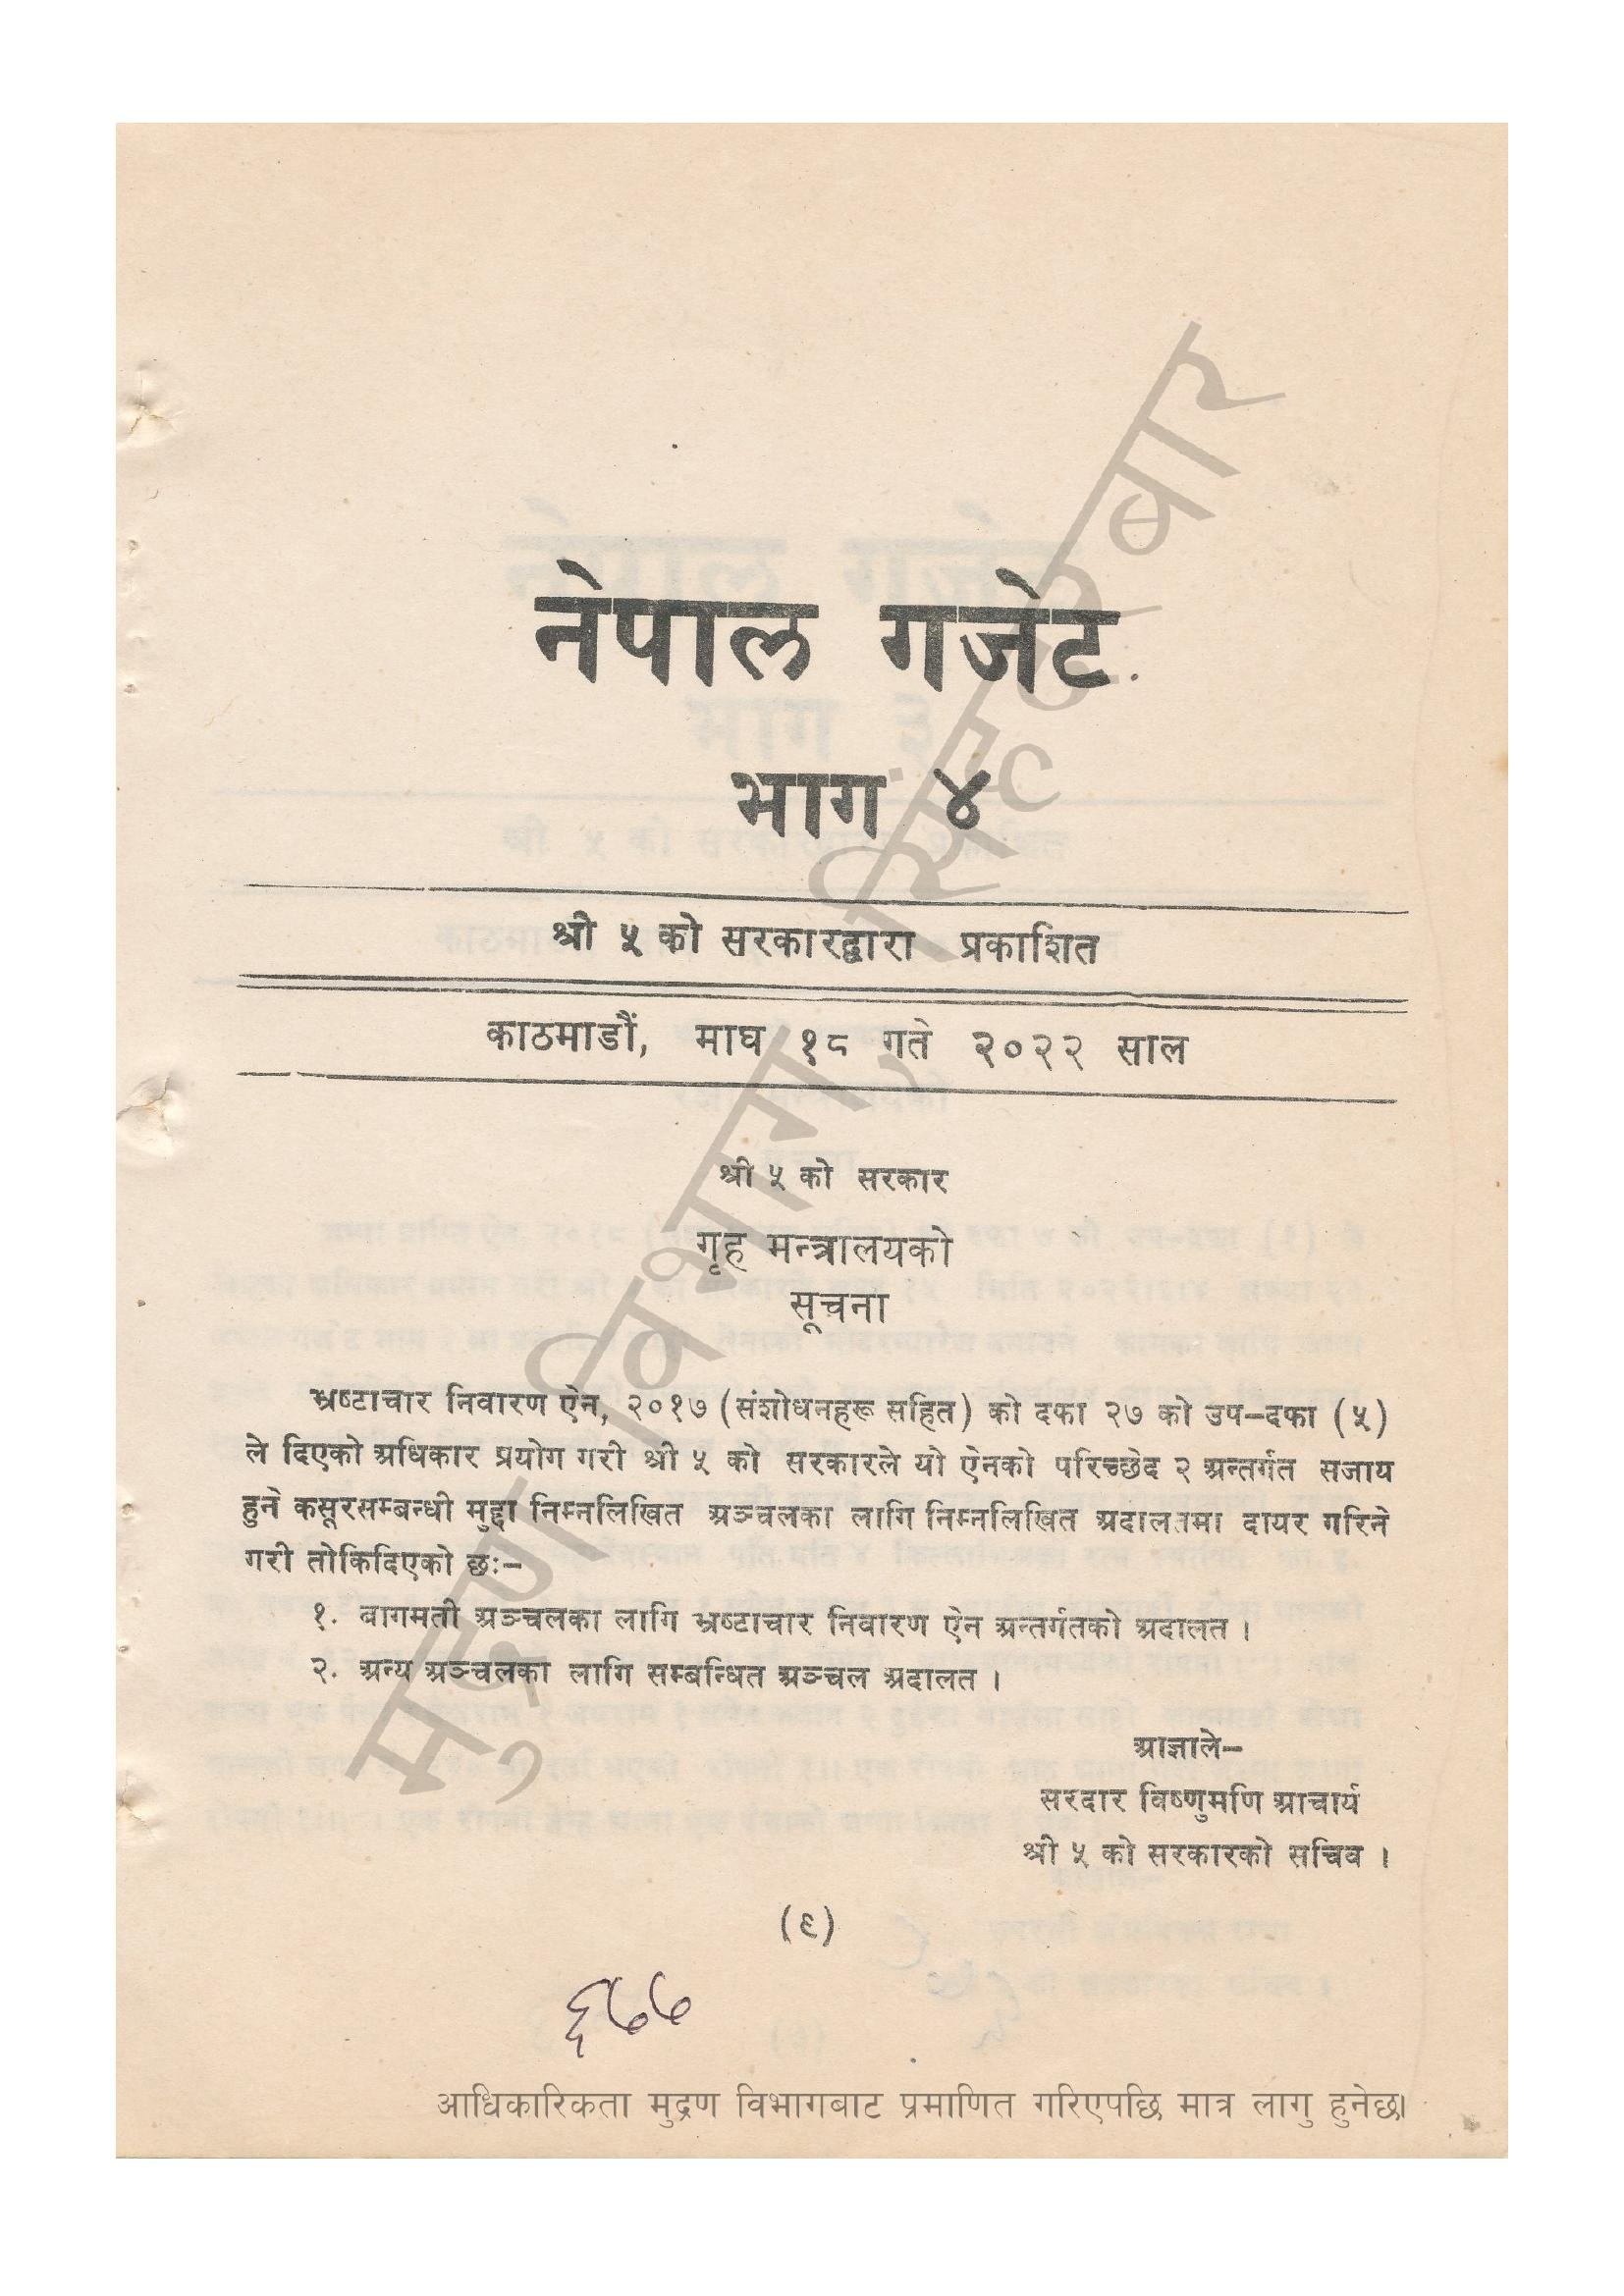 नेपाल गजेट
भाग ४
श्री ५ को सरकारद्वारा प्रकाशित
काठमाडौं, माघ १८ गते २०२२ साल
श्री ५ को सरकार
गृह मन्त्रालयको
सूचना
भ्रष्टाचार निवारण ऐन, २०१७ (संशोधनहरू सहित) को दफा २७ को उप-दफा (५)
ले दिएको अधिकार प्रयोग गरी श्री ५ को सरकारले यो ऐनको परिच्छेद २ अन्तर्गत सजाय
हुने कसूरसम्बन्धी मुद्दा निम्नलिखित अञ्चलका लागि निम्नलिखित अदालतमा दायर गरिने
गरी तोकिदिएको छः-
१. वागमती अञ्चलका लागि भ्रष्टाचार निवारण ऐन अन्तर्गतको अदालत ।
२. अन्य अञ्चलका लागि सम्बन्धित अञ्चल अदालत ।
आज्ञाले-
सरदार विष्णुमणि आचार्य
श्री ५ को सरकारको सचिव ।
(९)
६७७
आधिकारिकता मुद्रण विभागबाट प्रमाणित गरिएपछि मात्र लागु हुनेछ।
मुद्रण विभाग, सिंहदरबार